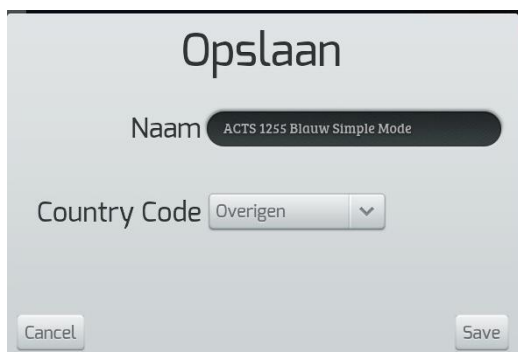 Opslaan
Naam ACTS 1255 Blauw Simple Mode
Country Code Overigen
Cancel Save